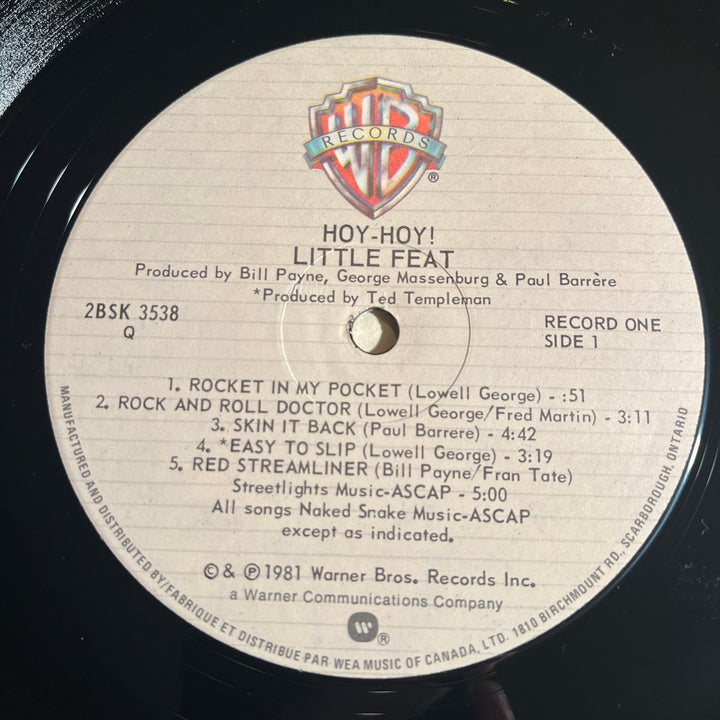 WB
RECORDS
®
HOY-HOY!
LITTLE FEAT
Produced by Bill Payne, George Massenburg & Paul Barrère
*Produced by Ted Templeman
2BSK 3538
Q
RECORD ONE
SIDE 1
1. ROCKET IN MY POCKET (Lowell George) - :51
2. ROCK AND ROLL DOCTOR (Lowell George/Fred Martin) - 3:11
3. SKIN IT BACK (Paul Barrere) - 4:42
4. *EASY TO SLIP (Lowell George) - 3:19
5. RED STREAMLINER (Bill Payne/Fran Tate)
Streetlights Music-ASCAP - 5:00
All songs Naked Snake Music-ASCAP
except as indicated.
© & ℗ 1981 Warner Bros. Records Inc.
a Warner Communications Company
®
MANUFACTURED AND DISTRIBUTED BY/FABRIQUE ET DISTRIBUE PAR WEA MUSIC OF CANADA, LTD. 1810 BIRCHMOUNT RD., SCARBOROUGH, ONTARIO